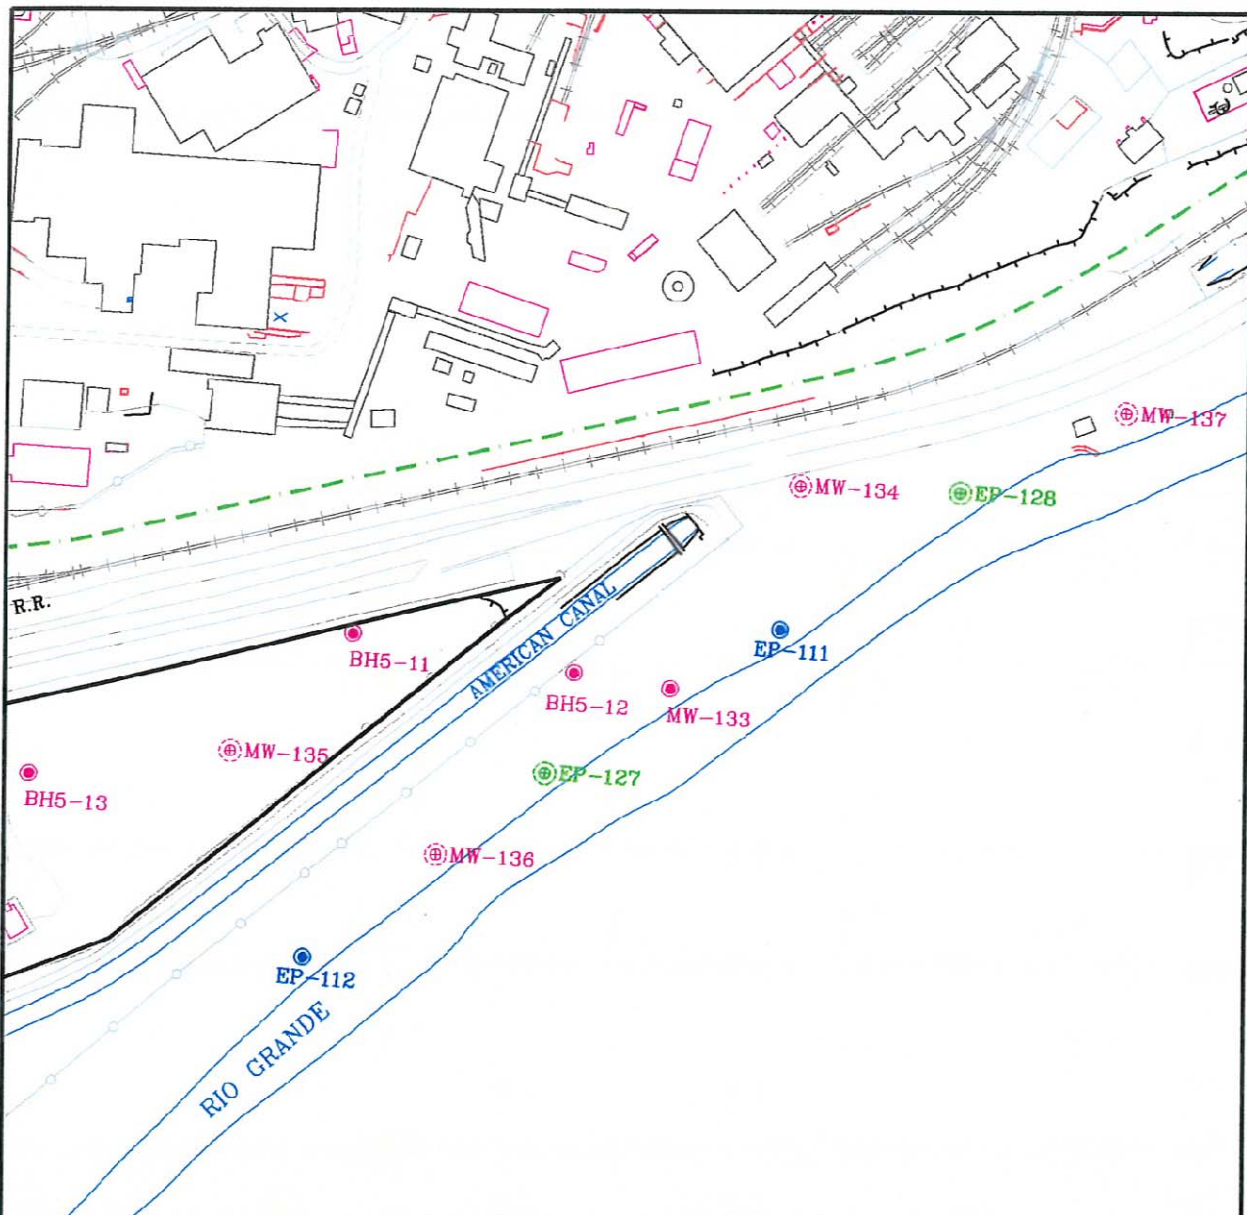 MW-137
MW-134
EP-128
R.R.
AMERICAN CANAL
EP-111
BH5-11
BH5-12
MW-133
MW-135
EP-127
BH5-13
MW-136
EP-112
RIO GRANDE